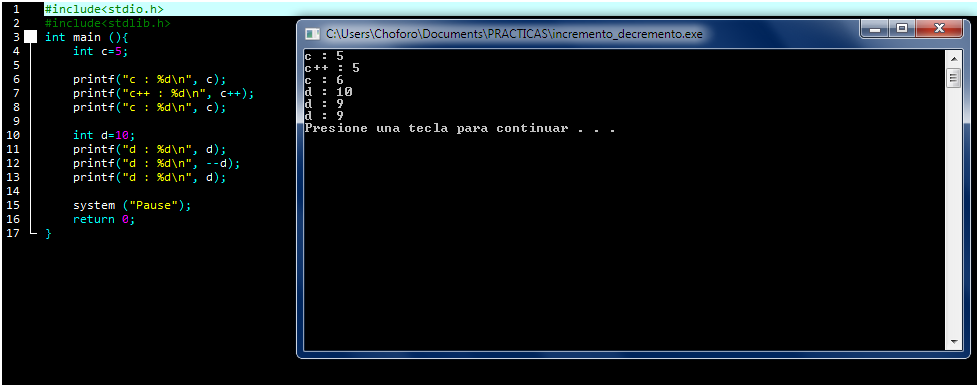 1 #include<stdio.h>
2 #include<stdlib.h>
3 int main (){
4 int c=5;
5
6 printf("c : %d\n", c);
7 printf("c++ : %d\n", c++);
8 printf("c : %d\n", c);
9
10 int d=10;
11 printf("d : %d\n", d);
12 printf("d : %d\n", --d);
13 printf("d : %d\n", d);
14
15 system ("Pause");
16 return 0;
17 }
C:\Users\Choforo\Documents\PRACTICAS\incremento_decremento.exe
c : 5
c++ : 5
c : 6
d : 10
d : 9
d : 9
Presione una tecla para continuar . . .